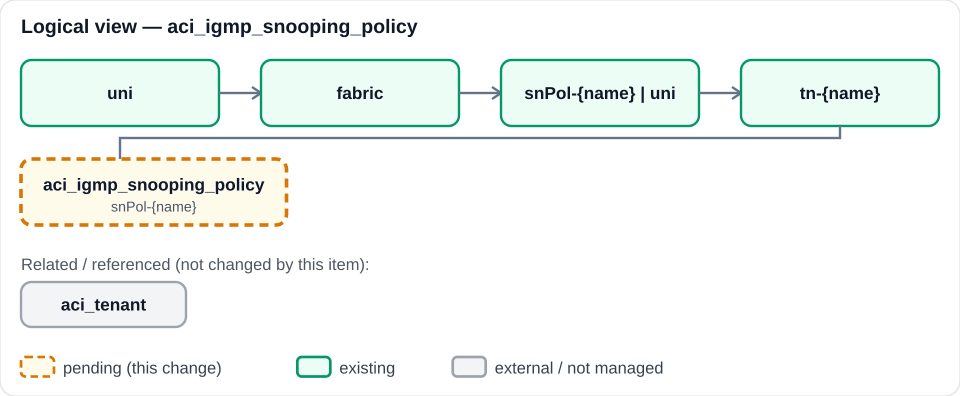 Logical view — aci_igmp_snooping_policy
uni
fabric
snPol-{name} | uni
tn-{name}
aci_igmp_snooping_policy
snPol-{name}
Related / referenced (not changed by this item):
aci_tenant
pending (this change)
existing
external / not managed